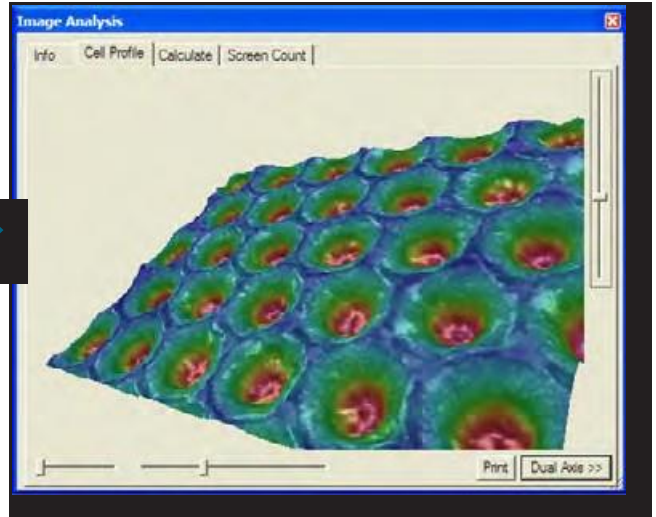 Image Analysis
Info Cell Profile Calculate Screen Count
Print Dual Axis >>